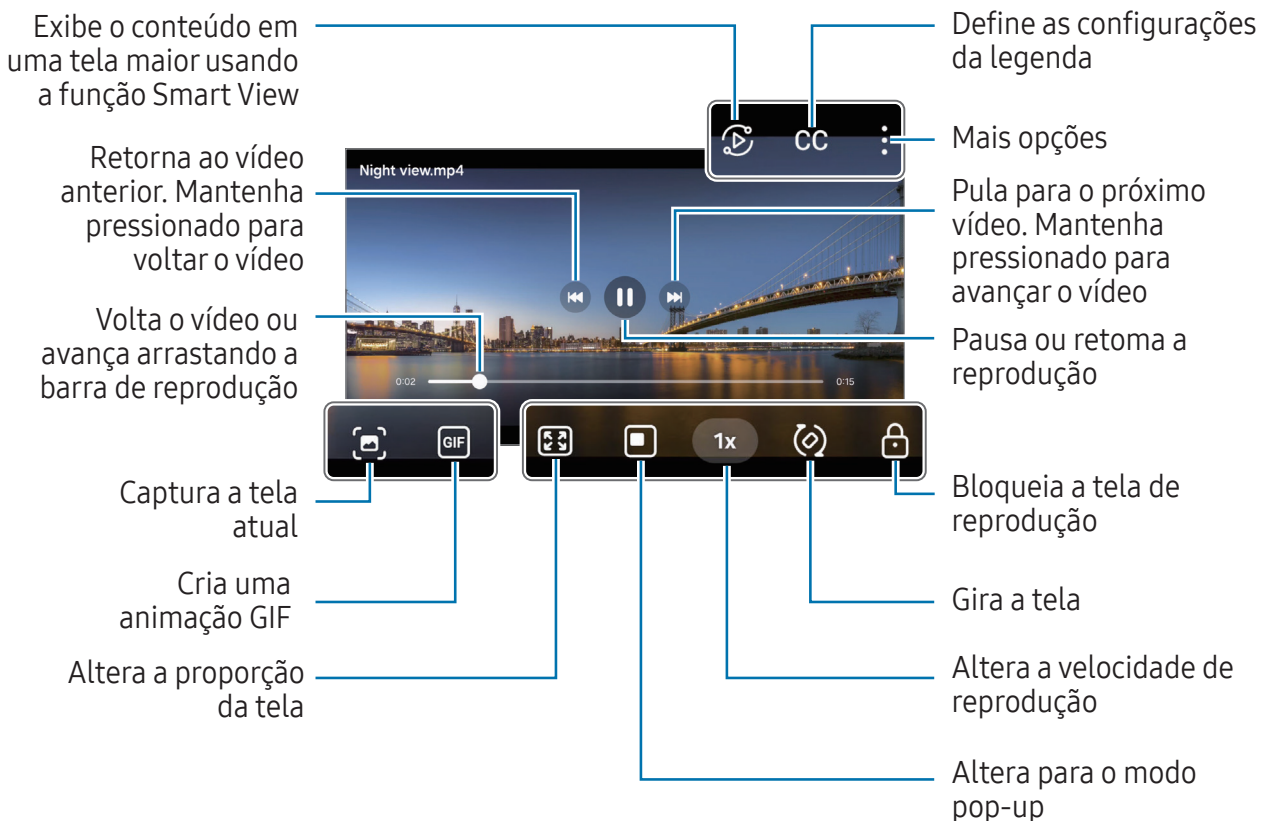 Exibe o conteúdo em
uma tela maior usando
a função Smart View
Define as configurações
da legenda
CC
Mais opções
Retorna ao vídeo
anterior. Mantenha
pressionado para
voltar o vídeo
Night view.mp4
Pula para o próximo
vídeo. Mantenha
pressionado para
avançar o vídeo
Volta o vídeo ou
avança arrastando a
barra de reprodução
Pausa ou retoma a
reprodução
0:02
0:15
GIF
1x
Captura a tela
atual
Bloqueia a tela de
reprodução
Cria uma
animação GIF
Gira a tela
Altera a proporção
da tela
Altera a velocidade de
reprodução
Altera para o modo
pop-up